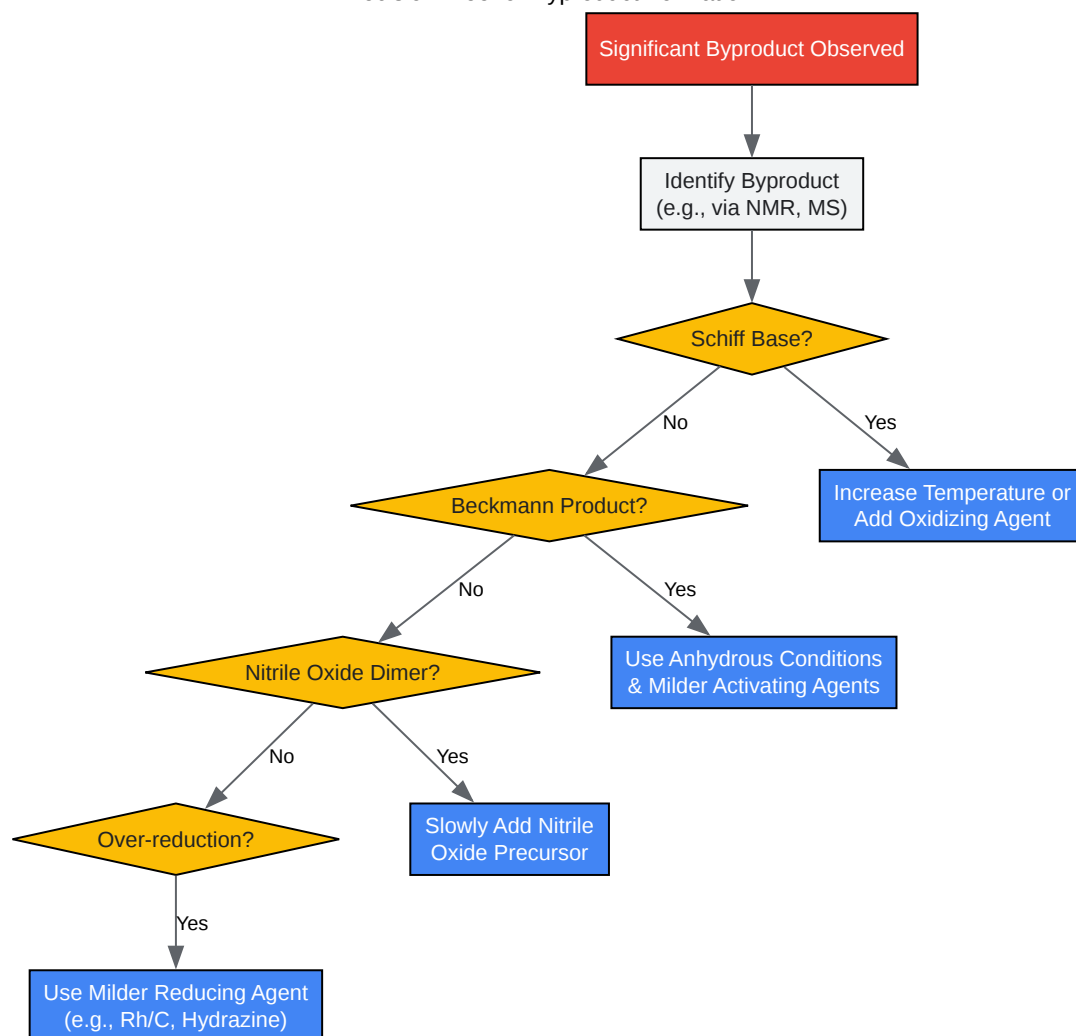 Significant Byproduct Observed
Identify Byproduct
(e.g., via NMR, MS)
Schiff Base?
No
Yes
Beckmann Product?
Increase Temperature or
Add Oxidizing Agent
No
Yes
Nitrile Oxide Dimer?
Use Anhydrous Conditions
& Milder Activating Agents
No
Yes
Over-reduction?
Slowly Add Nitrile
Oxide Precursor
Yes
Use Milder Reducing Agent
(e.g., Rh/C, Hydrazine)